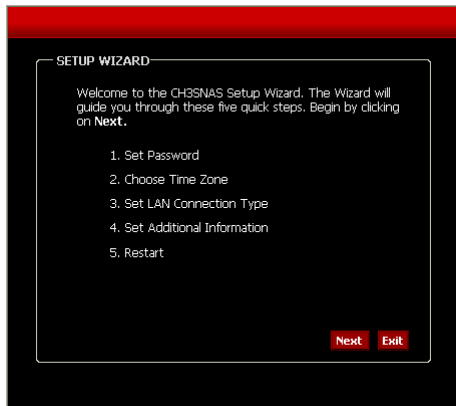 SETUP WIZARD
Welcome to the CH3SNAS Setup Wizard. The Wizard will
guide you through these five quick steps. Begin by clicking
on Next.
1. Set Password
2. Choose Time Zone
3. Set LAN Connection Type
4. Set Additional Information
5. Restart
Next Exit